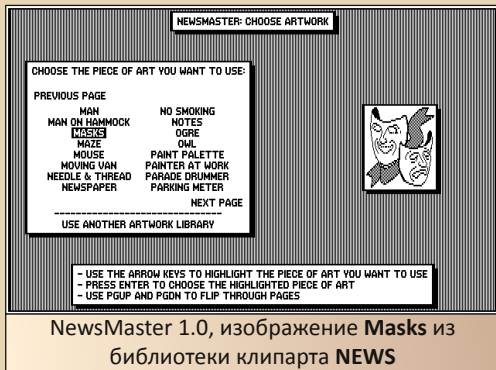 NEWSMASTER: CHOOSE ARTWORK
CHOOSE THE PIECE OF ART YOU WANT TO USE:
PREVIOUS PAGE
MAN NO SMOKING
MAN ON HAMMOCK NOTES
MASKS OGRE
MAZE OWL
MOUSE PAINT PALETTE
MOVING VAN PAINTER AT WORK
NEEDLE & THREAD PARADE DRUMMER
NEWSPAPER PARKING METER
NEXT PAGE
--------------------------------
USE ANOTHER ARTWORK LIBRARY
- USE THE ARROW KEYS TO HIGHLIGHT THE PIECE OF ART YOU WANT TO USE
- PRESS ENTER TO CHOOSE THE HIGHLIGHTED PIECE OF ART
- USE PGUP AND PGDN TO FLIP THROUGH PAGES
NewsMaster 1.0, изображение Masks из
библиотеки клипарта NEWS